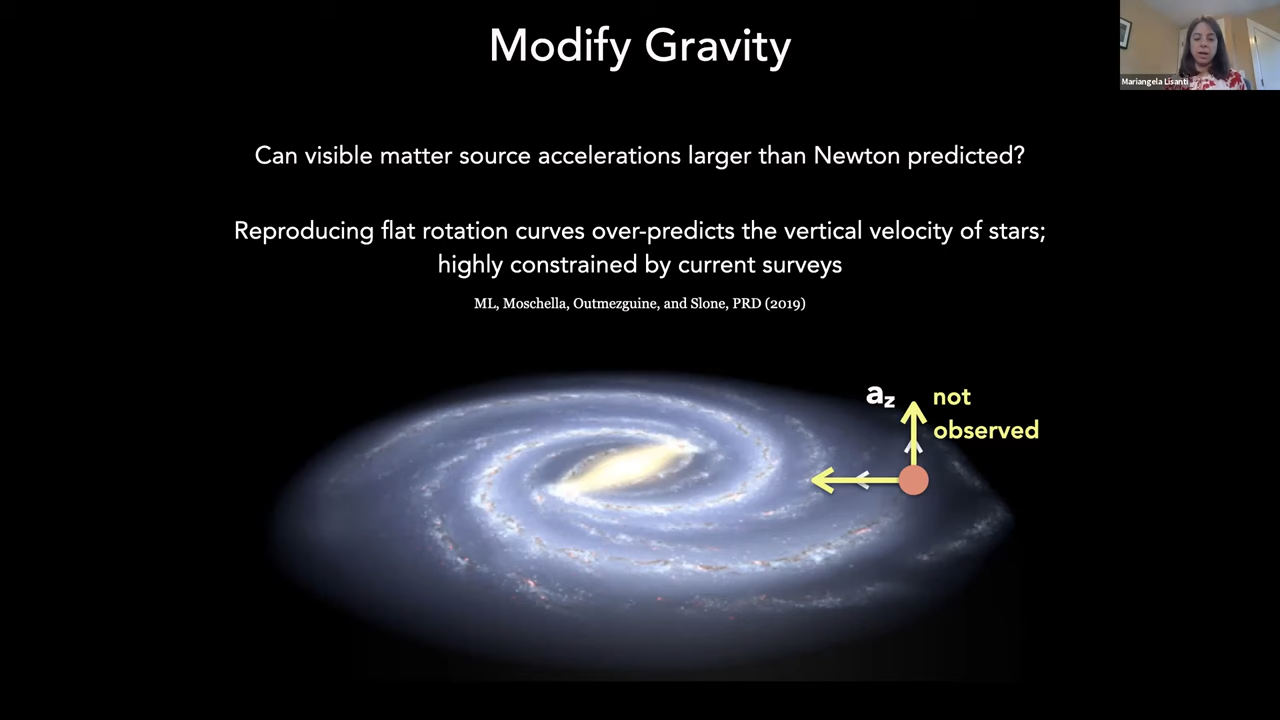 Modify Gravity
Mariangela Lisanti
Can visible matter source accelerations larger than Newton predicted?
Reproducing flat rotation curves over-predicts the vertical velocity of stars;
highly constrained by current surveys
ML, Moschella, Outmezguine, and Slone, PRD (2019)
az
not
observed